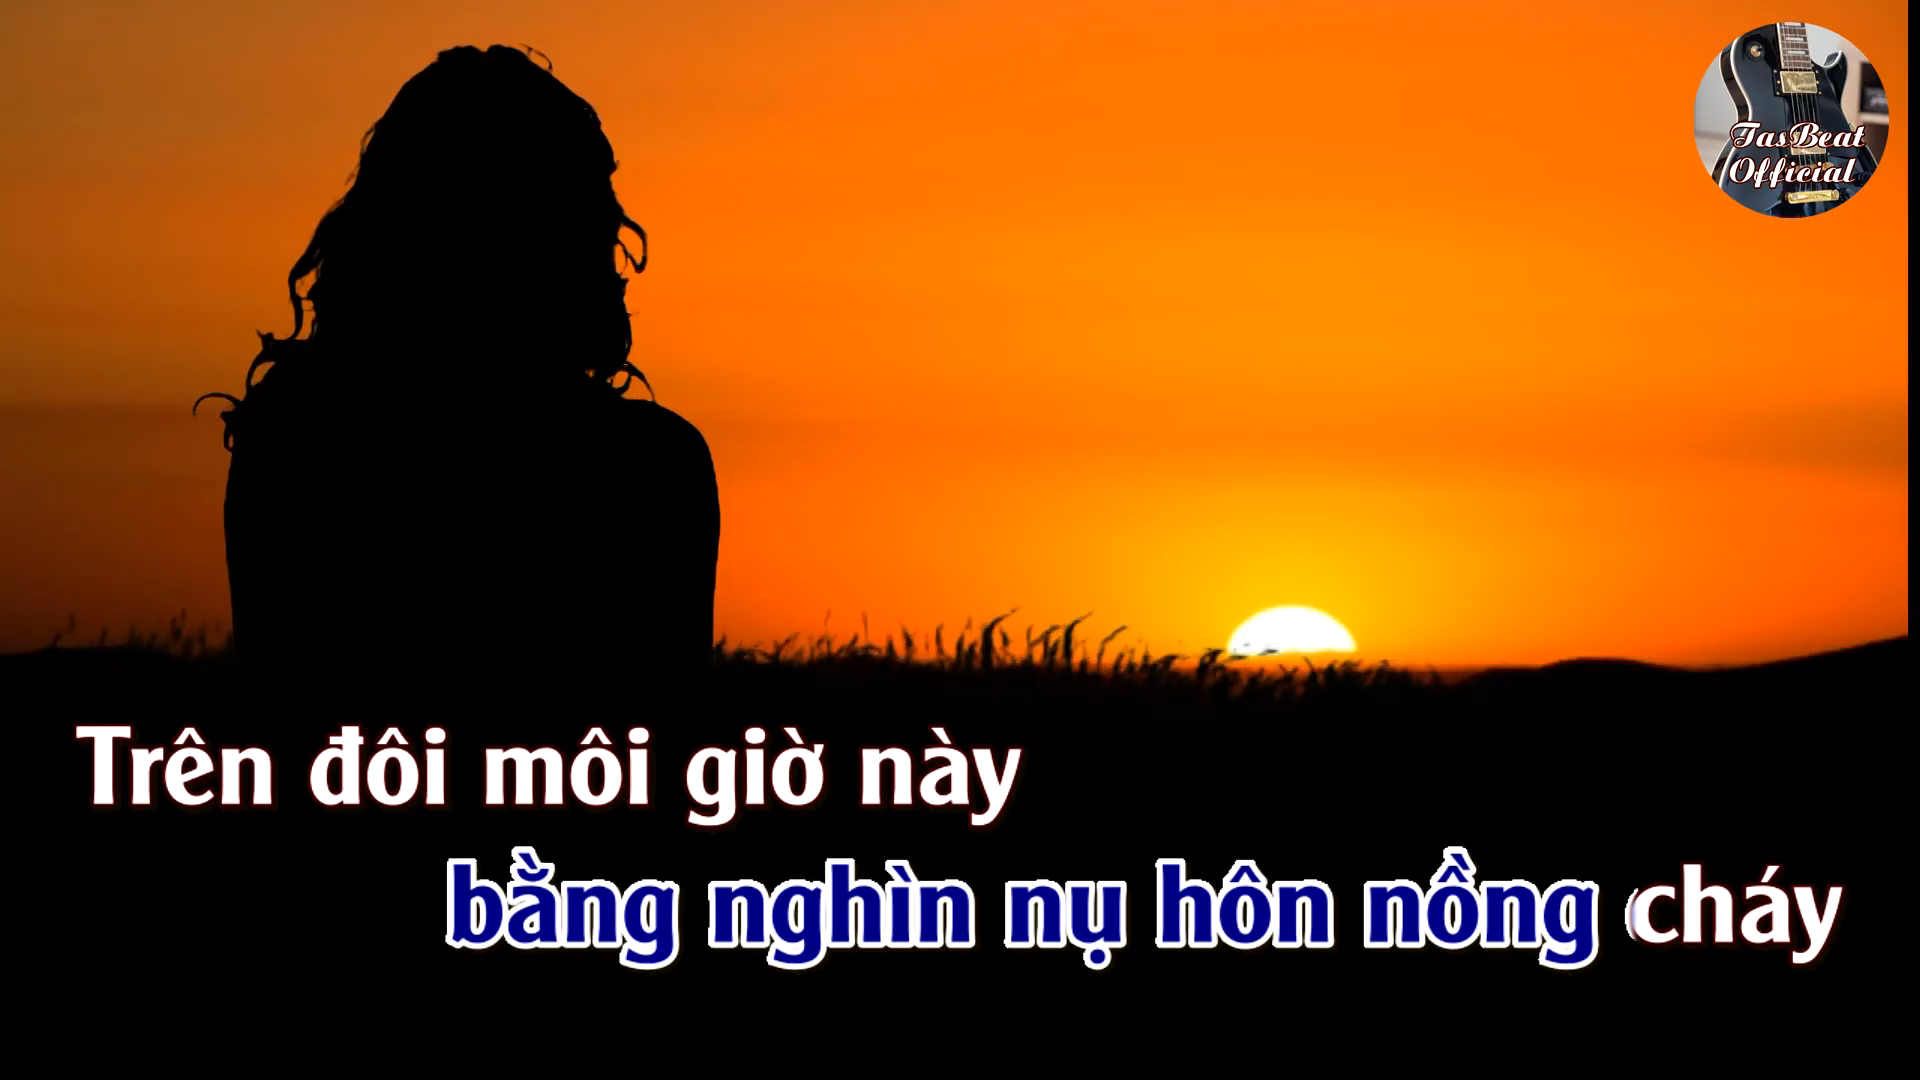 TasBeat
Official
Trên đôi môi giờ này
bằng nghìn nụ hôn nồng cháy